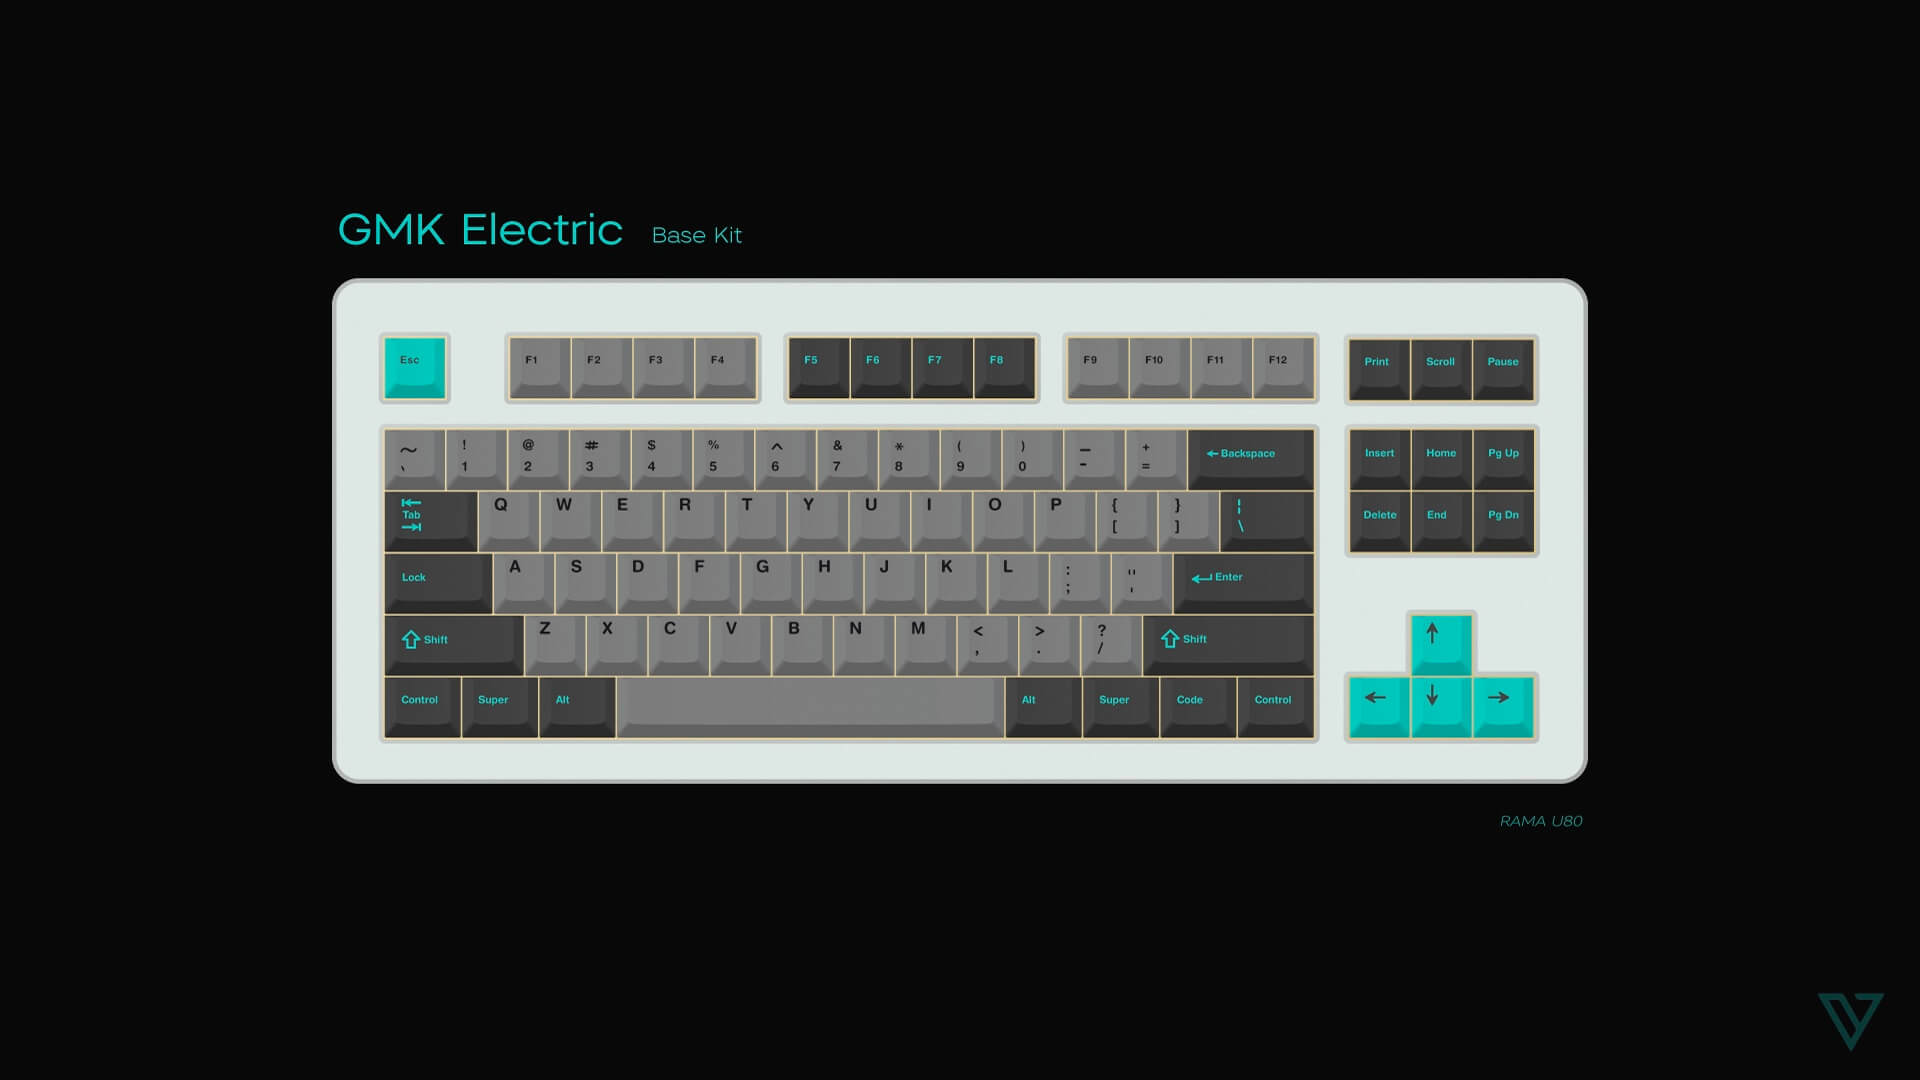 GMK Electric Base Kit
Esc F1 F2 F3 F4 F5 F6 F7 F8 F9 F10 F11 F12 Print Scroll Pause
~ ! @ # $ % ^ & * ( ) _ +
` 1 2 3 4 5 6 7 8 9 0 - = ← Backspace Insert Home Pg Up
⇤ Tab ⇥ Q W E R T Y U I O P { [ } ] ¦ \ Delete End Pg Dn
Lock A S D F G H J K L : ; " ' ↵ Enter
⇧ Shift Z X C V B N M < , > . ? / ⇧ Shift ↑
Control Super Alt Alt Super Code Control ← ↓ →
RAMA U80